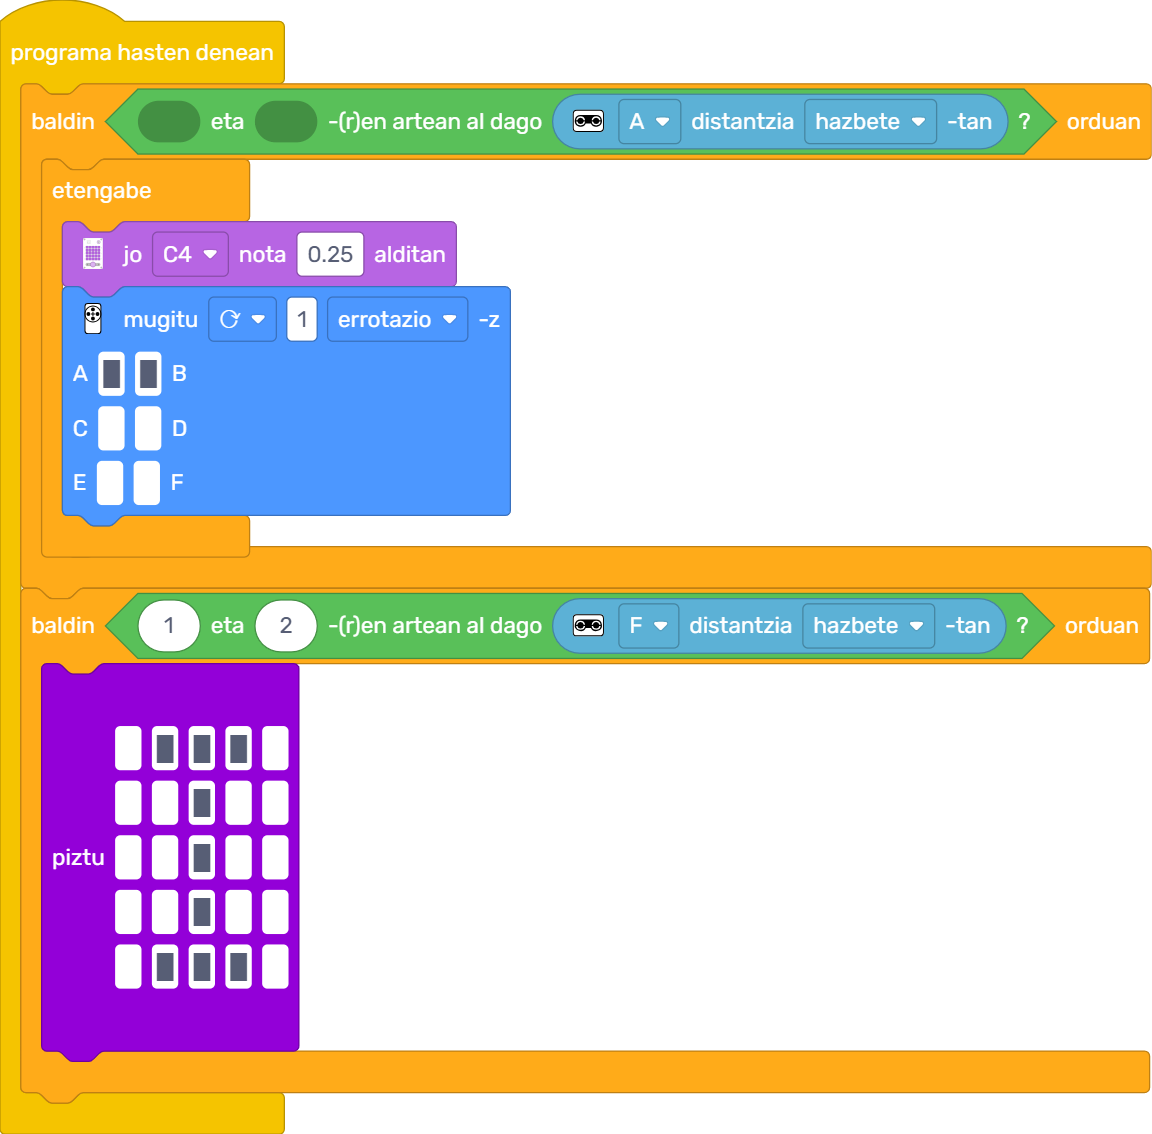 programa hasten denean
baldin eta -(r)en artean al dago A distantzia hazbete -tan ? orduan
etengabe
jo C4 nota 0.25 alditan
mugitu 1 errotazio -z
A B
C D
E F
baldin 1 eta 2 -(r)en artean al dago F distantzia hazbete -tan ? orduan
piztu